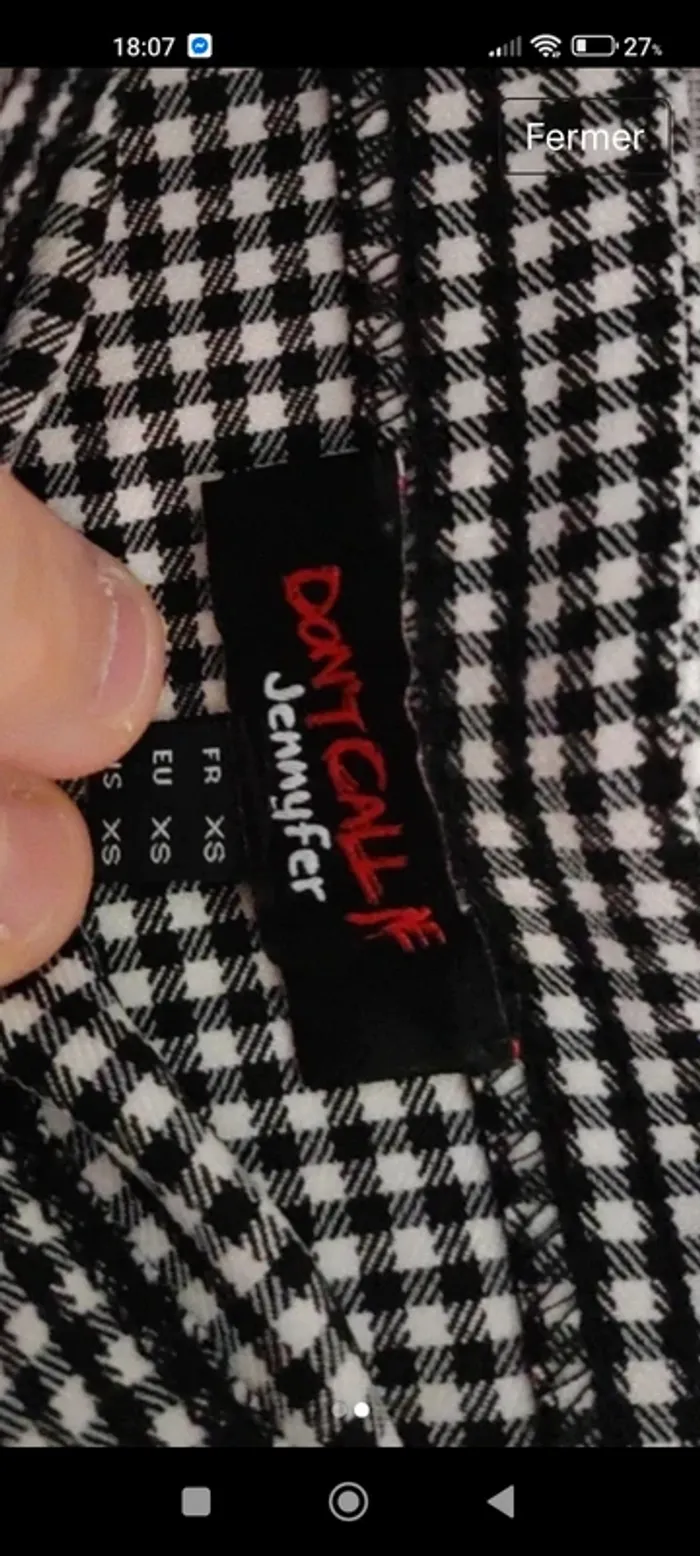 18:07
27%
Fermer
DON'T CALL ME
Jennyfer
FR XS
EU XS
XS